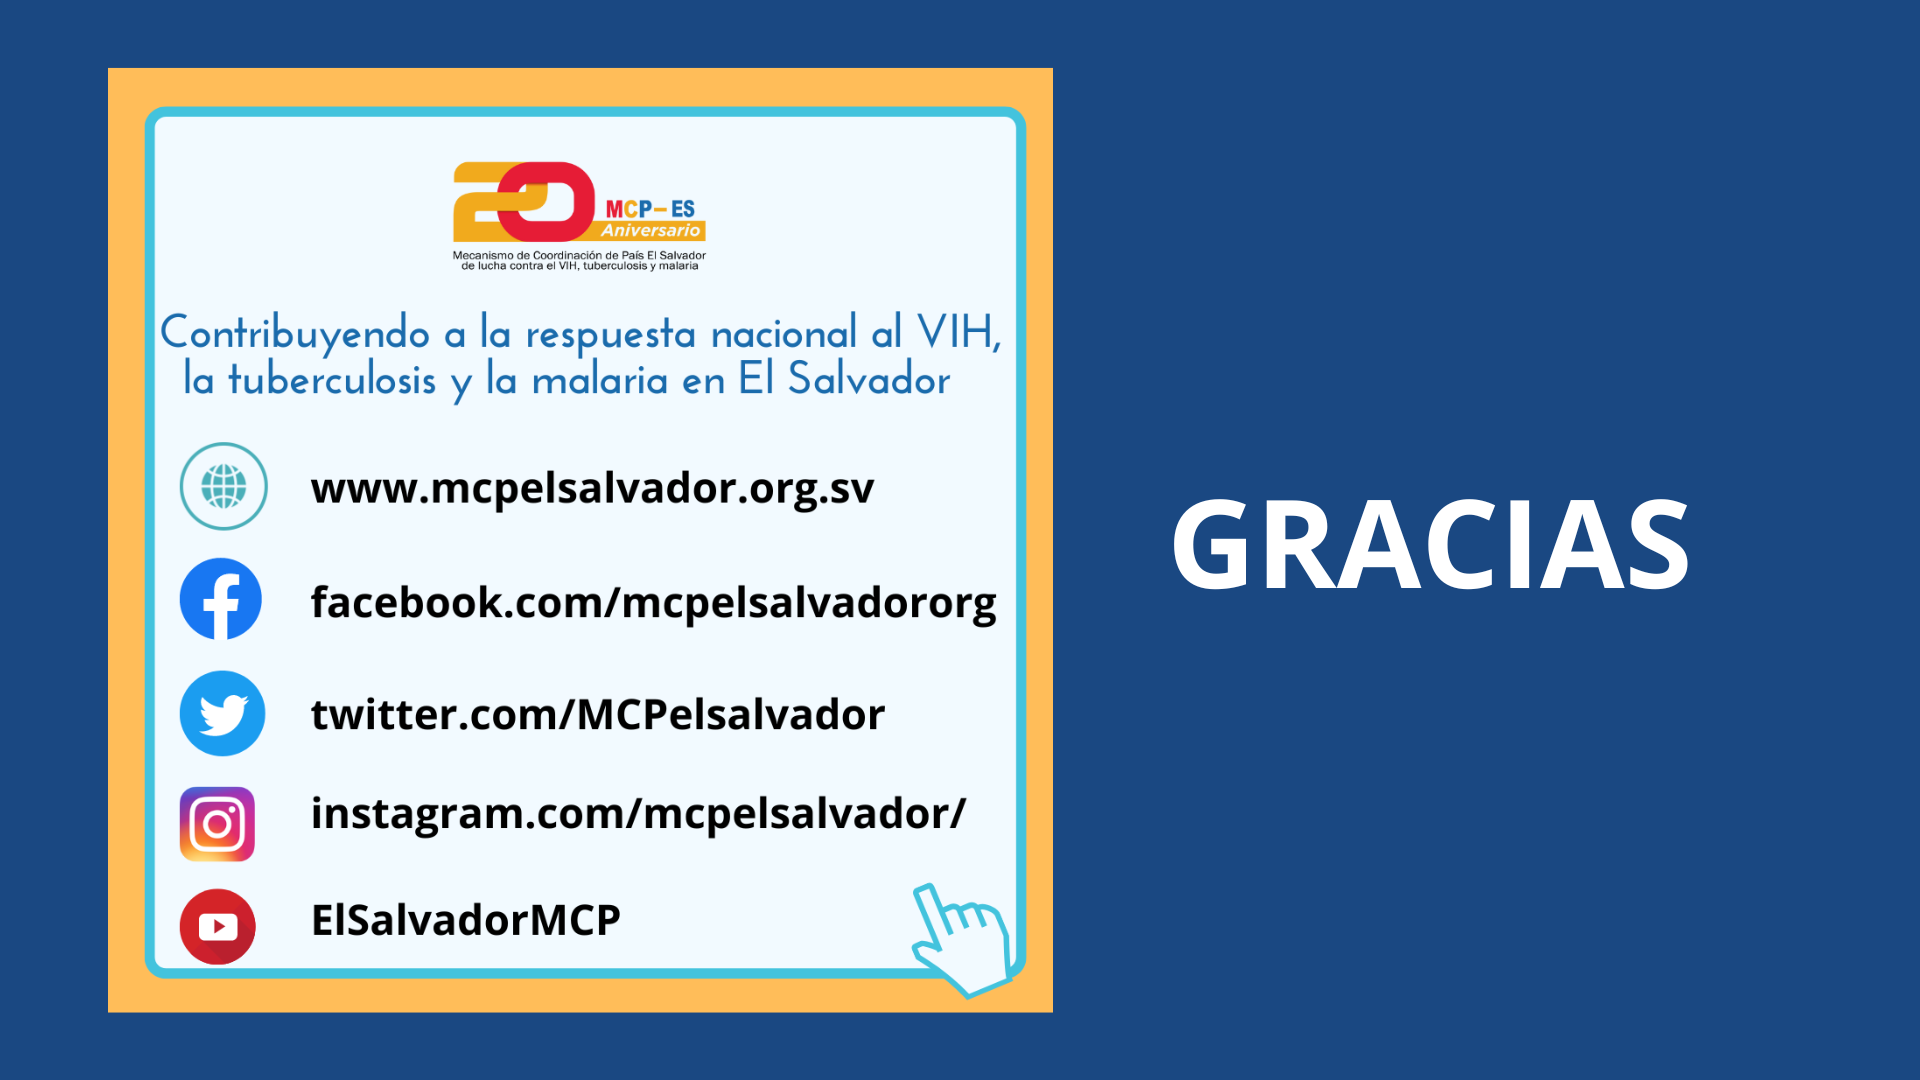 20 MCP-ES
Aniversario
Mecanismo de Coordinación de País El Salvador
de lucha contra el VIH, tuberculosis y malaria
Contribuyendo a la respuesta nacional al VIH,
la tuberculosis y la malaria en El Salvador
www.mcpelsalvador.org.sv
facebook.com/mcpelsalvadororg
twitter.com/MCPelsalvador
instagram.com/mcpelsalvador/
ElSalvadorMCP
GRACIAS